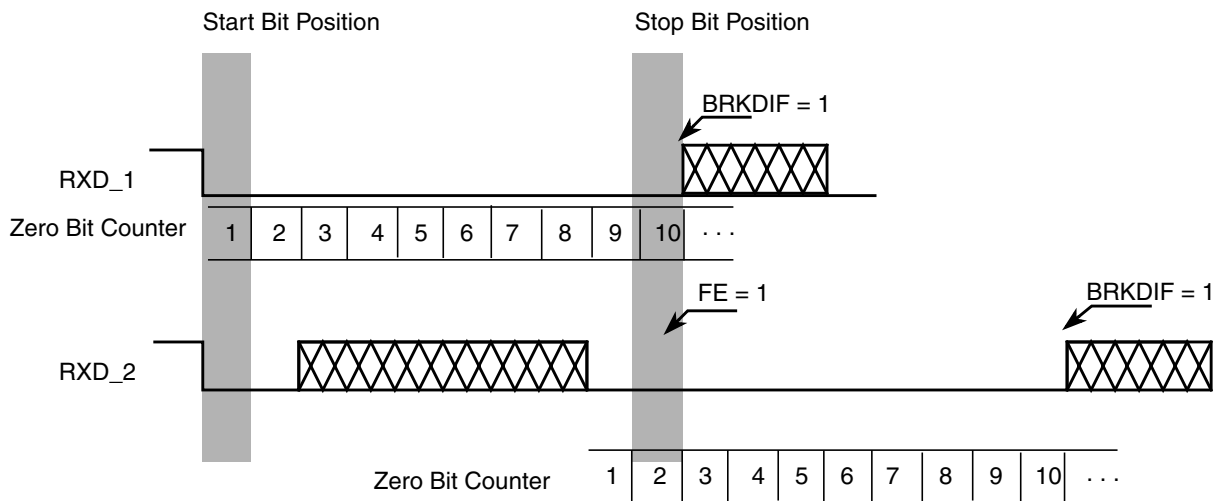 Start Bit Position
Stop Bit Position
BRKDIF = 1
RXD_1
Zero Bit Counter 1 2 3 4 5 6 7 8 9 10 . . .
FE = 1
BRKDIF = 1
RXD_2
Zero Bit Counter 1 2 3 4 5 6 7 8 9 10 . . .